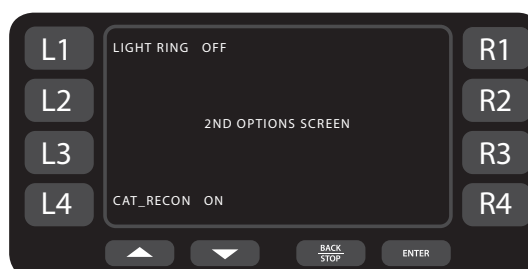 L1
LIGHT RING OFF
R1
L2
R2
2ND OPTIONS SCREEN
L3
R3
L4
CAT_RECON ON
R4
BACK
STOP
ENTER